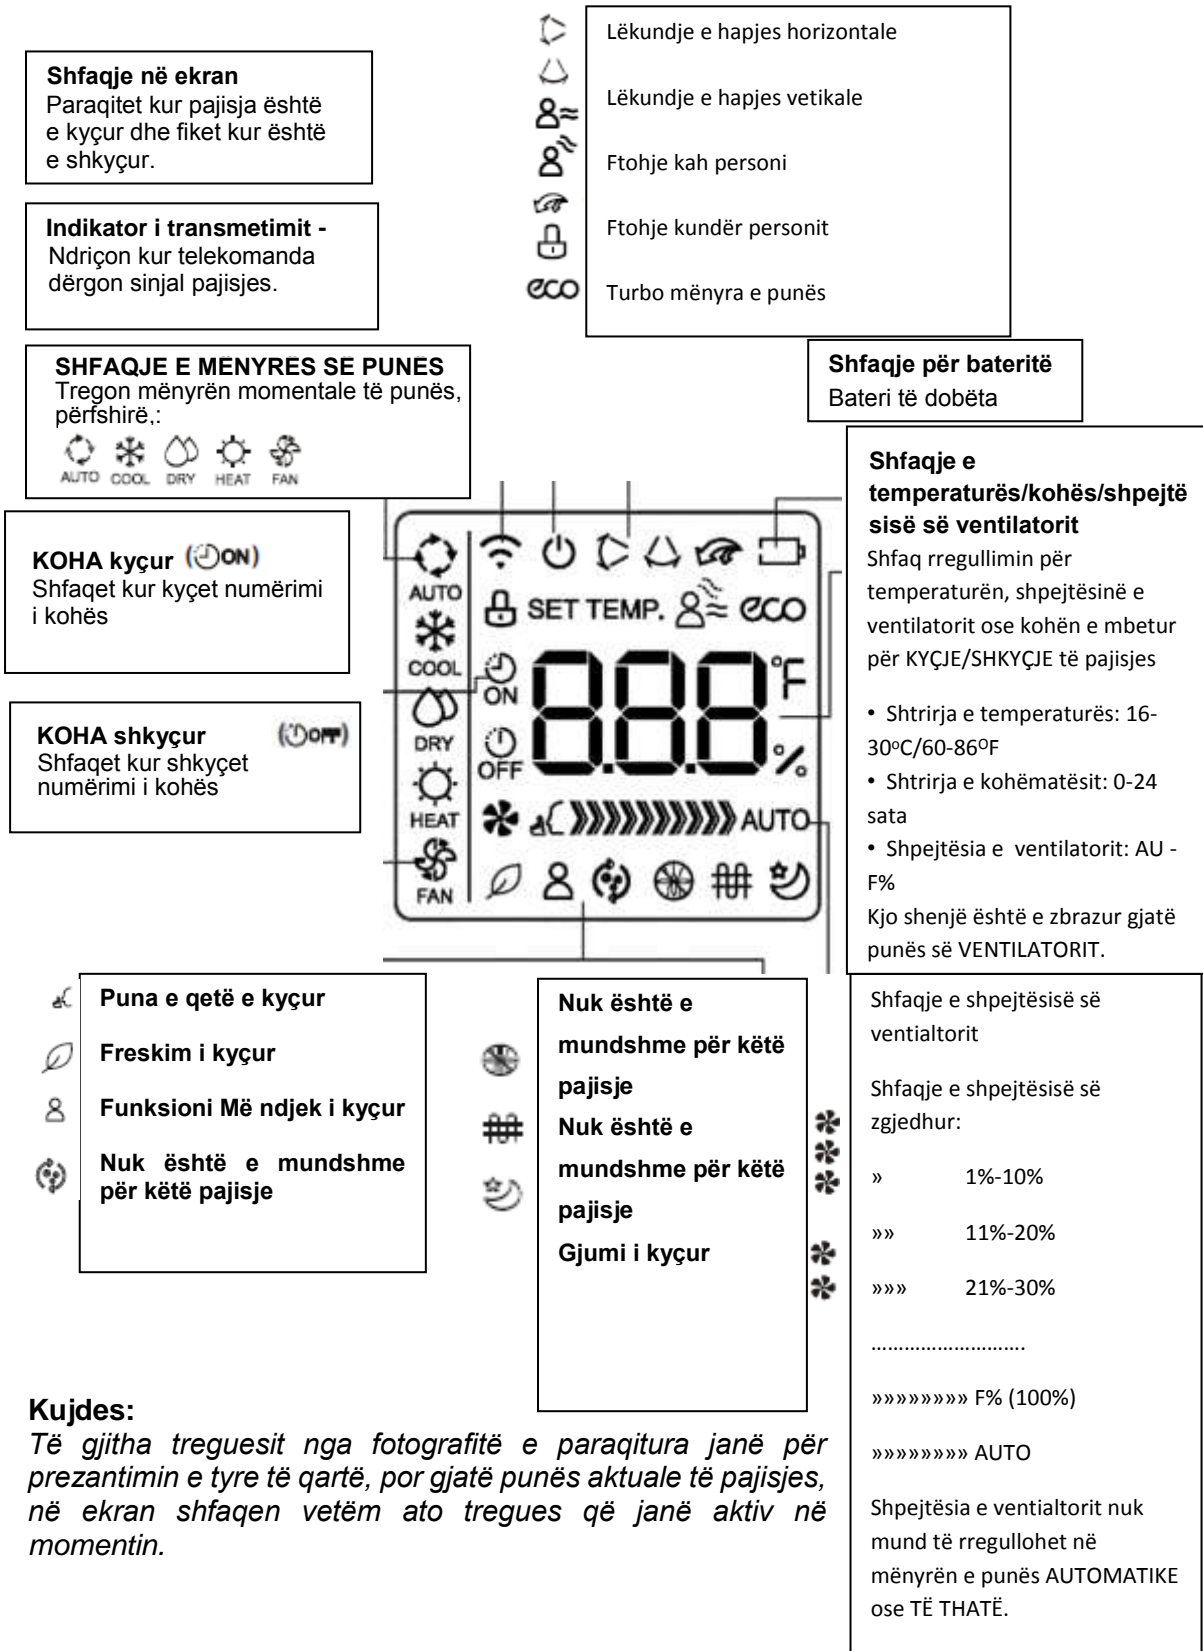 Lëkundje e hapjes horizontale
Lëkundje e hapjes vetikale
Ftohje kah personi
Ftohje kundër personit
eco
Turbo mënyra e punës
Shfaqje në ekran
Paraqitet kur pajisja është
e kyçur dhe fiket kur është
e shkyçur.
Indikator i transmetimit -
Ndriçon kur telekomanda
dërgon sinjal pajisjes.
SHFAQJE E MENYRES SE PUNES
Tregon mënyrën momentale të punës,
përfshirë,:
AUTO COOL DRY HEAT FAN
Shfaqje për bateritë
Bateri të dobëta
KOHA kyçur (ON)
Shfaqet kur kyçet numërimi
i kohës
KOHA shkyçur (OFF)
Shfaqet kur shkyçet
numërimi i kohës
AUTO
COOL
DRY
HEAT
FAN
SET TEMP. eco
ON
OFF
888
°F
%
AUTO
Shfaqje e
temperaturës/kohës/shpejtë
sisë së ventilatorit
Shfaq rregullimin për
temperaturën, shpejtësinë e
ventilatorit ose kohën e mbetur
për KYÇJE/SHKYÇJE të pajisjes
• Shtrirja e temperaturës: 16-
30ºC/60-86ºF
• Shtrirja e kohëmatësit: 0-24
sata
• Shpejtësia e ventilatorit: AU -
F%
Kjo shenjë është e zbrazur gjatë
punës së VENTILATORIT.
Puna e qetë e kyçur
Freskim i kyçur
Funksioni Më ndjek i kyçur
Nuk është e mundshme
për këtë pajisje
Nuk është e
mundshme për këtë
pajisje
Nuk është e
mundshme për këtë
pajisje
Gjumi i kyçur
Shfaqje e shpejtësisë së
ventialtorit
Shfaqje e shpejtësisë së
zgjedhur:
» 1%-10%
»» 11%-20%
»»» 21%-30%
……………………….
»»»»»»»» F% (100%)
»»»»»»»» AUTO
Shpejtësia e ventialtorit nuk
mund të rregullohet në
mënyrën e punës AUTOMATIKE
ose TË THATË.
Kujdes:
Të gjitha treguesit nga fotografitë e paraqitura janë për
prezantimin e tyre të qartë, por gjatë punës aktuale të pajisjes,
në ekran shfaqen vetëm ato tregues që janë aktiv në
momentin.